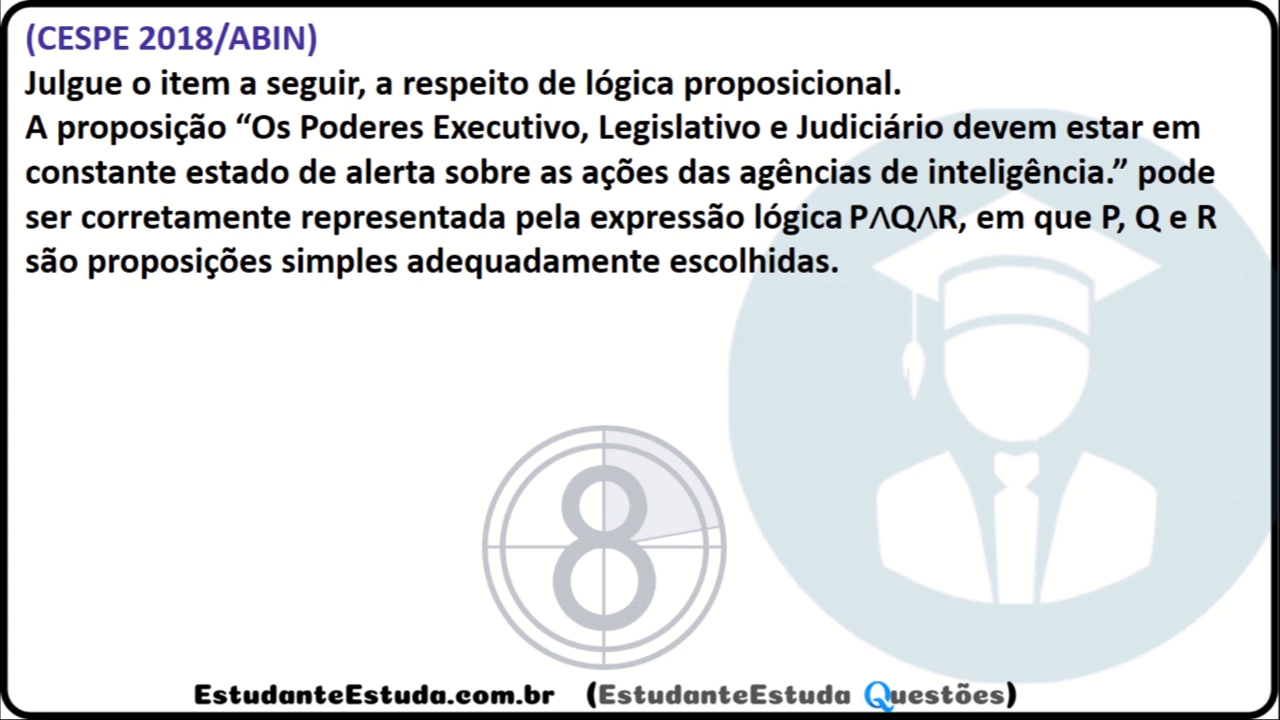 (CESPE 2018/ABIN)
Julgue o item a seguir, a respeito de lógica proposicional.
A proposição “Os Poderes Executivo, Legislativo e Judiciário devem estar em
constante estado de alerta sobre as ações das agências de inteligência.” pode
ser corretamente representada pela expressão lógica P∧Q∧R, em que P, Q e R
são proposições simples adequadamente escolhidas.
8
EstudanteEstuda.com.br (EstudanteEstuda Questões)